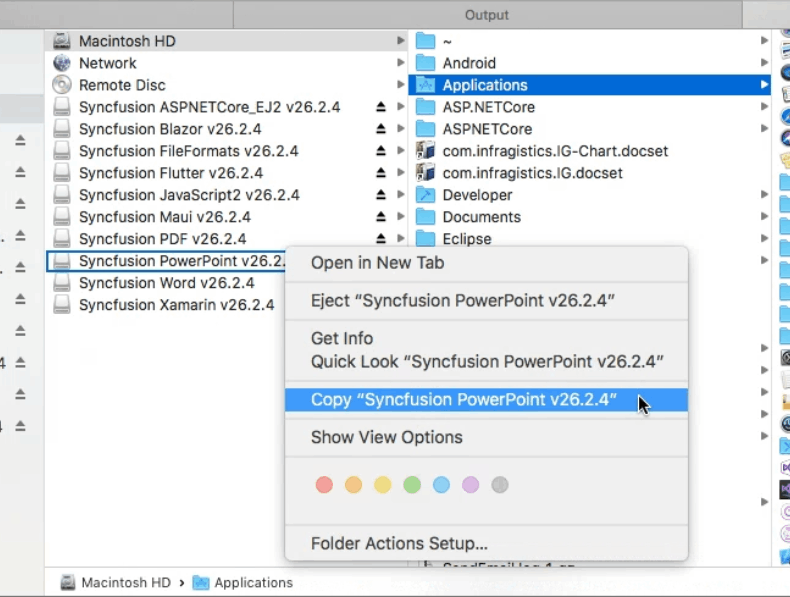 Output
Macintosh HD
Network
Remote Disc
Syncfusion ASPNETCore_EJ2 v26.2.4
Syncfusion Blazor v26.2.4
Syncfusion FileFormats v26.2.4
Syncfusion Flutter v26.2.4
Syncfusion JavaScript2 v26.2.4
Syncfusion Maui v26.2.4
Syncfusion PDF v26.2.4
Syncfusion PowerPoint v26.2.
Syncfusion Word v26.2.4
Syncfusion Xamarin v26.2.4
~
Android
Applications
ASP.NETCore
ASPNETCore
com.infragistics.IG-Chart.docset
com.infragistics.IG.docset
Developer
Documents
Eclipse
Open in New Tab
Eject “Syncfusion PowerPoint v26.2.4”
Get Info
Quick Look “Syncfusion PowerPoint v26.2.4”
Copy “Syncfusion PowerPoint v26.2.4”
Show View Options
Folder Actions Setup...
Macintosh HD › Applications